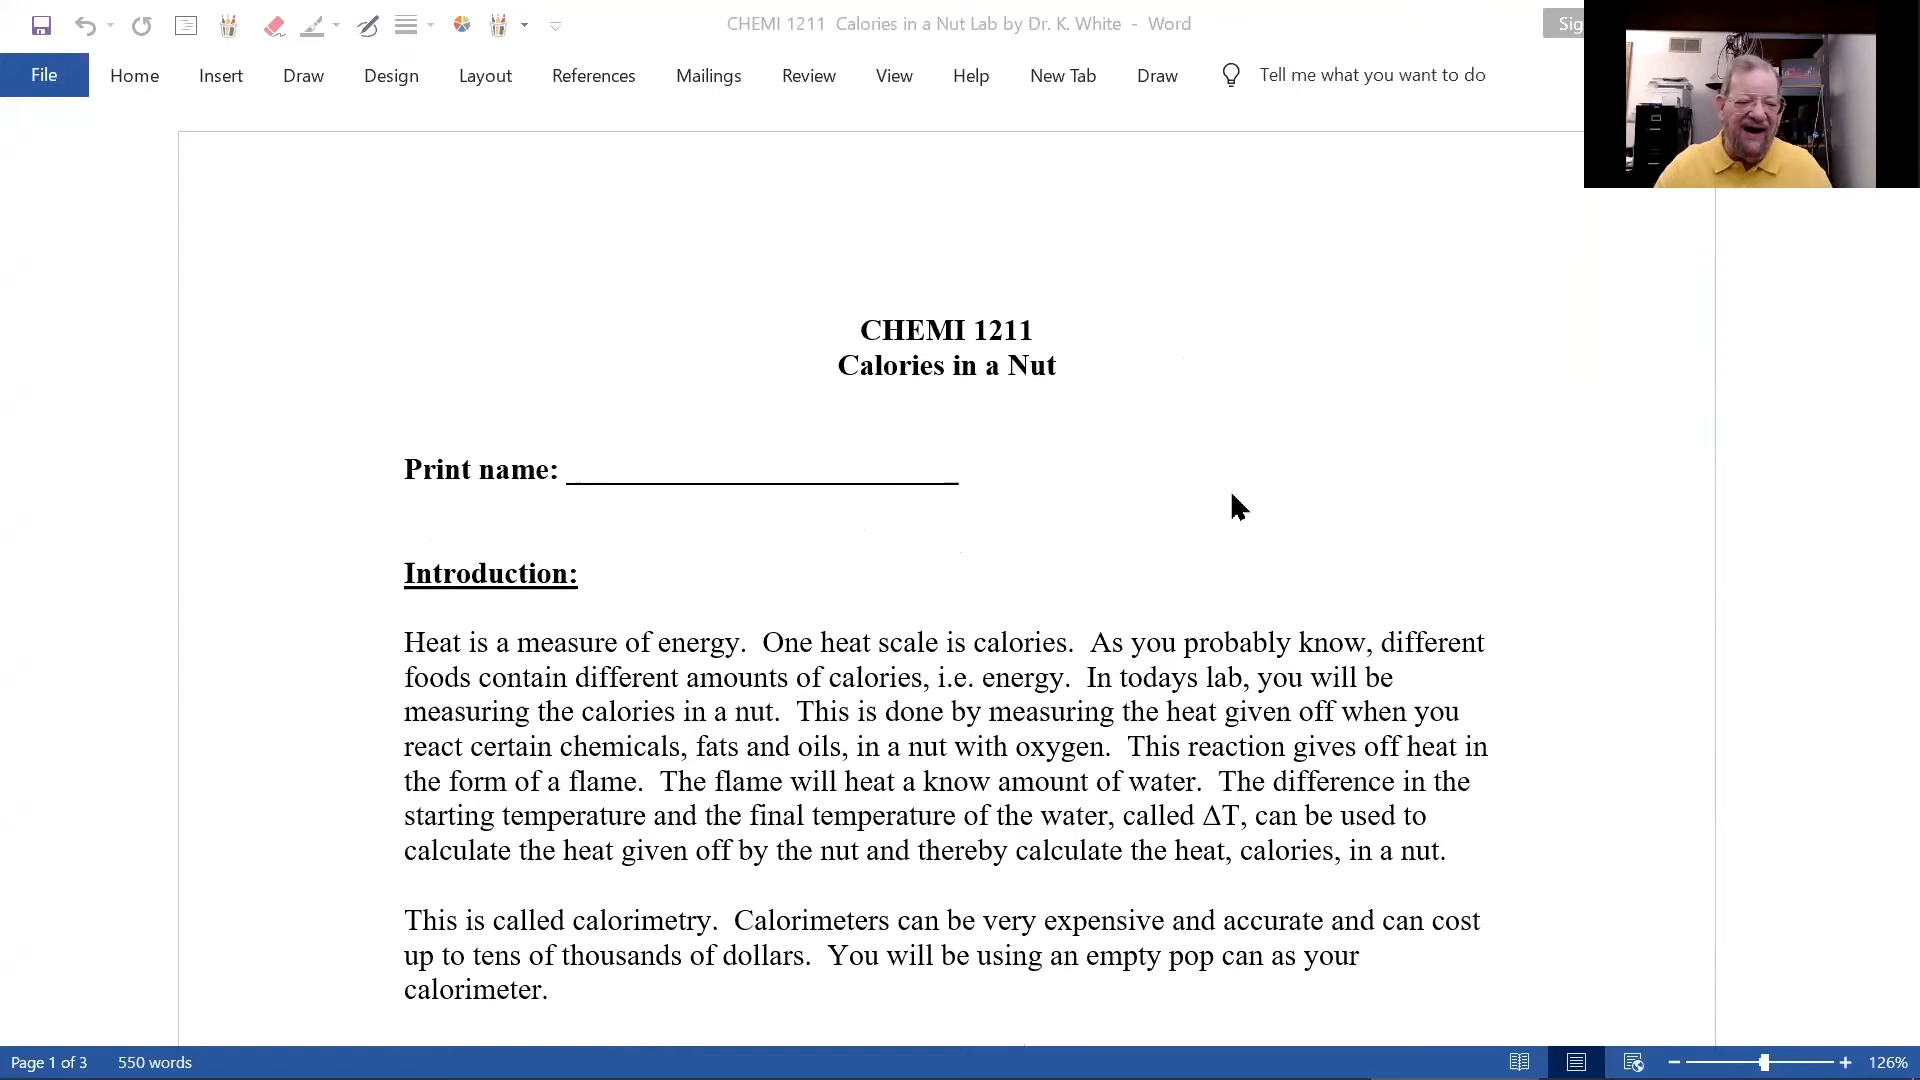 CHEMI 1211  Calories in a Nut Lab by Dr. K. White  -  Word
Sig
File Home Insert Draw Design Layout References Mailings Review View Help New Tab Draw Tell me what you want to do
CHEMI 1211
Calories in a Nut
Print name: __________________________
Introduction:
Heat is a measure of energy.  One heat scale is calories.  As you probably know, different
foods contain different amounts of calories, i.e. energy.  In todays lab, you will be
measuring the calories in a nut.  This is done by measuring the heat given off when you
react certain chemicals, fats and oils, in a nut with oxygen.  This reaction gives off heat in
the form of a flame.  The flame will heat a know amount of water.  The difference in the
starting temperature and the final temperature of the water, called ΔT, can be used to
calculate the heat given off by the nut and thereby calculate the heat, calories, in a nut.
This is called calorimetry.  Calorimeters can be very expensive and accurate and can cost
up to tens of thousands of dollars.  You will be using an empty pop can as your
calorimeter.
Page 1 of 3 550 words 126%